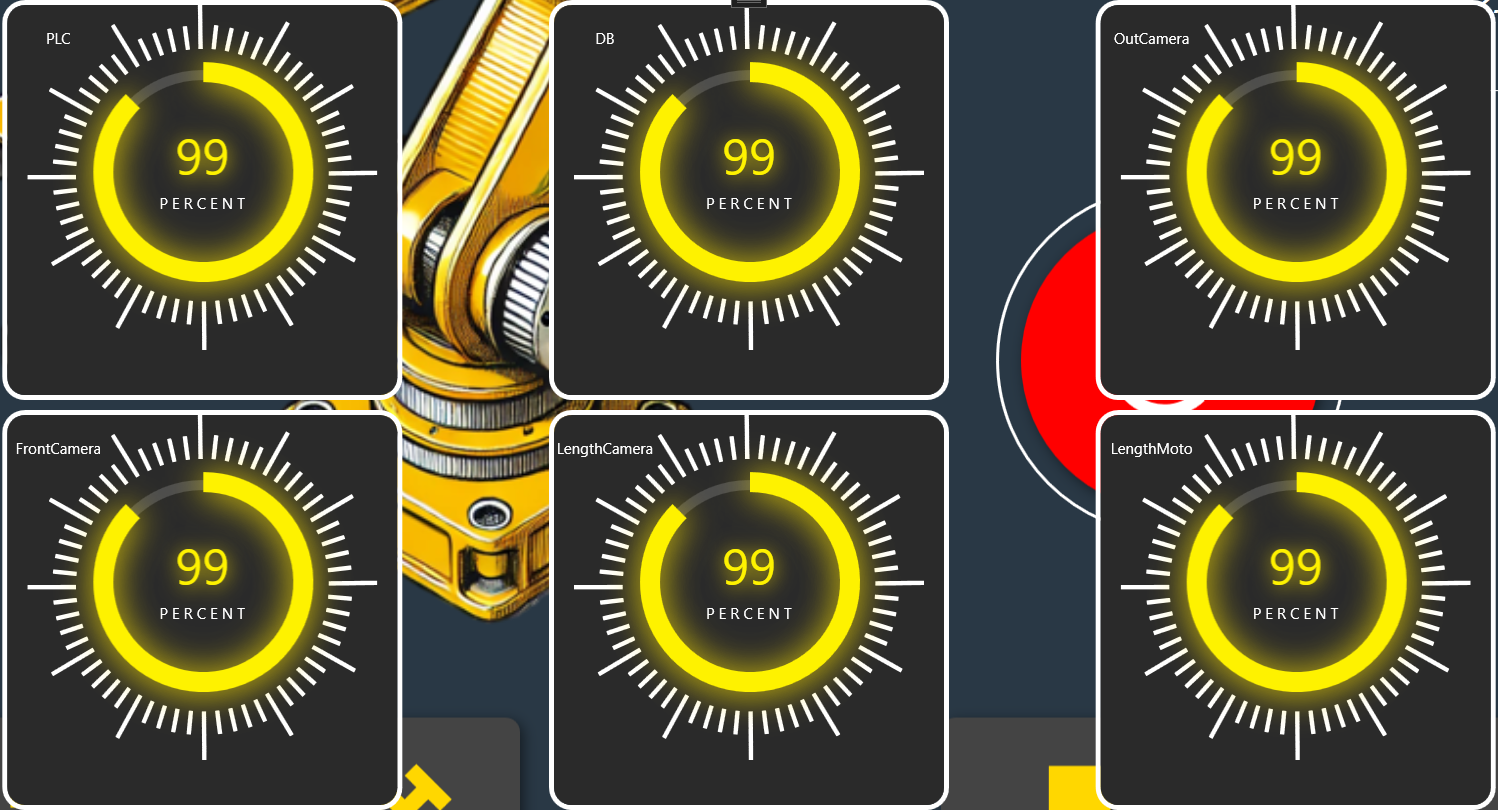 PLC
99
PERCENT
DB
99
PERCENT
OutCamera
99
PERCENT
FrontCamera
99
PERCENT
LengthCamera
99
PERCENT
LengthMoto
99
PERCENT